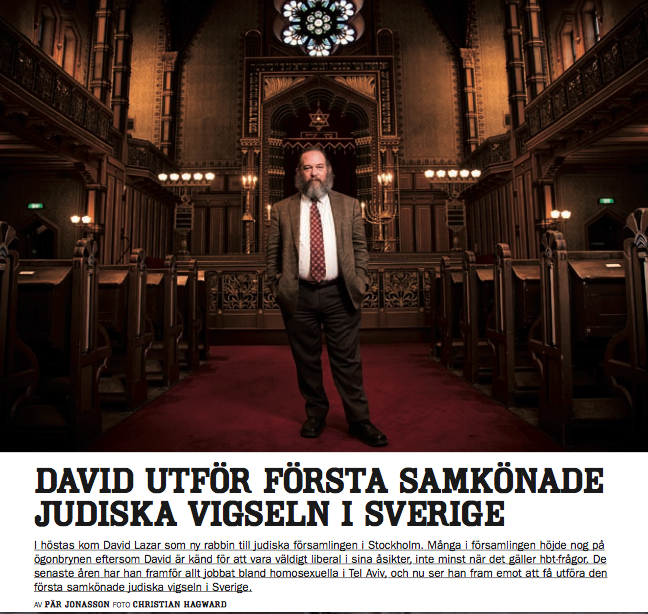 DAVID UTFÖR FÖRSTA SAMKÖNADE
JUDISKA VIGSELN I SVERIGE
I höstas kom David Lazar som ny rabbin till judiska församlingen i Stockholm. Många i församlingen höjde nog på
ögonbrynen eftersom David är känd för att vara väldigt liberal i sina åsikter, inte minst när det gäller hbt-frågor. De
senaste åren har han framför allt jobbat bland homosexuella i Tel Aviv, och nu ser han fram emot att få utföra den
första samkönade judiska vigseln i Sverige.
AV PÄR JONASSON FOTO CHRISTIAN HAGWARD